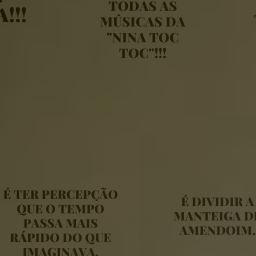 A!!!
TODAS AS
MÚSICAS DA
"NINA TOC
TOC"!!!
É TER PERCEPÇÃO
QUE O TEMPO
PASSA MAIS
RÁPIDO DO QUE
IMAGINAVA.
É DIVIDIR A
MANTEIGA DE
AMENDOIM.